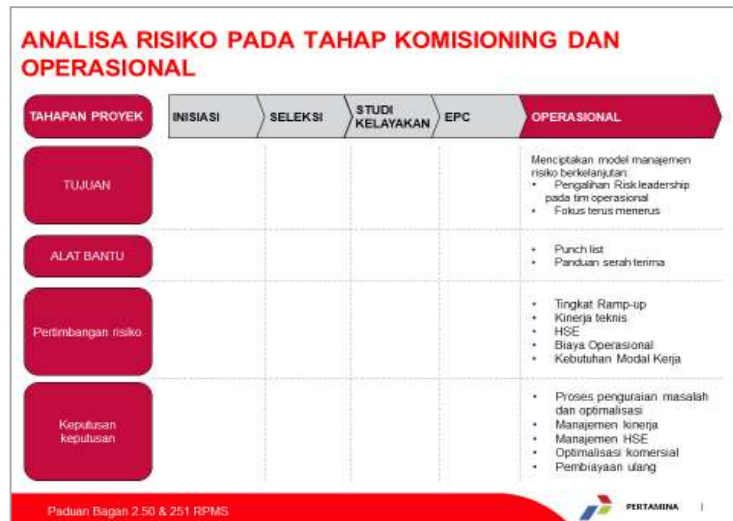 ANALISA RISIKO PADA TAHAP KOMISIONING DAN
OPERASIONAL
TAHAPAN PROYEK
INISIASI
SELEKSI
STUDI
KELAYAKAN
EPC
OPERASIONAL
TUJUAN
Menciptakan model manajemen
risiko berkelanjutan:
• Pengalihan Risk leadership
pada tim operasional
• Fokus terus menerus
ALAT BANTU
• Punch list
• Panduan serah terima
Pertimbangan risiko
• Tingkat Ramp-up
• Kinerja teknis
• HSE
• Biaya Operasional
• Kebutuhan Modal Kerja
Keputusan
keputusan
• Proses penguraian masalah
dan optimalisasi
• Manajemen kinerja
• Manajemen HSE
• Optimalisasi komersial
• Pembiayaan ulang
Paduan Bagan 2.50 & 251 RPMS
PERTAMINA |